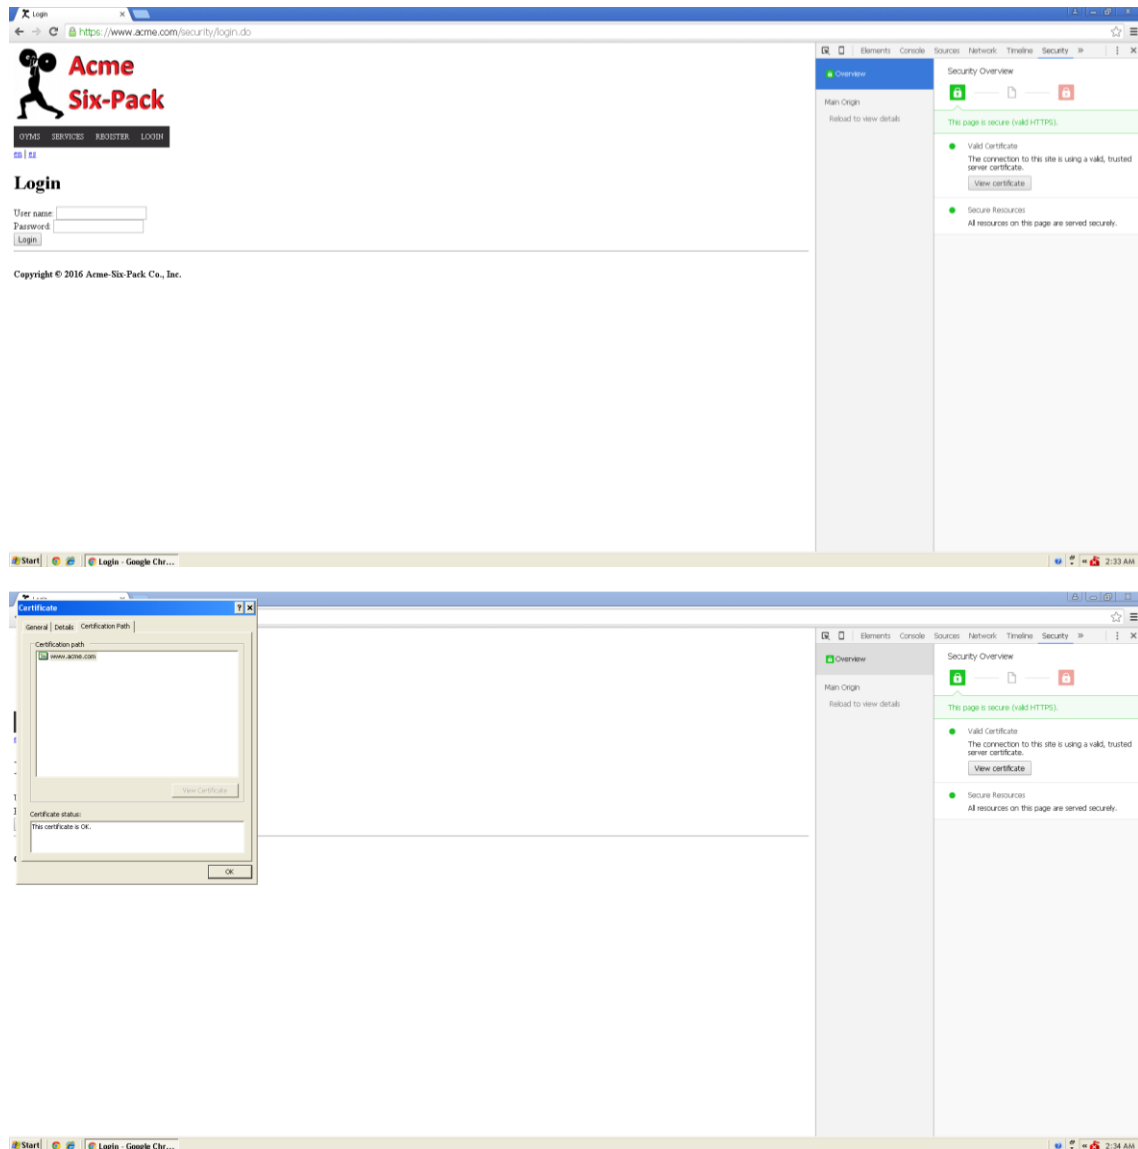 Login
https://www.acme.com/security/login.do
Elements Console Sources Network Timeline Security »
Acme
Six-Pack
GYMS SERVICES REGISTER LOGIN
en | es
Login
User name:
Password:
Login
Copyright © 2016 Acme-Six-Pack Co., Inc.
Overview
Main Origin
Reload to view details
Security Overview
This page is secure (valid HTTPS).
Valid Certificate
The connection to this site is using a valid, trusted
server certificate.
View certificate
Secure Resources
All resources on this page are served securely.
Start
Login - Google Chr...
2:33 AM
Certificate
General Details Certification Path
Certification path
www.acme.com
View Certificate
Certificate status:
This certificate is OK.
OK
Elements Console Sources Network Timeline Security »
Overview
Main Origin
Reload to view details
Security Overview
This page is secure (valid HTTPS).
Valid Certificate
The connection to this site is using a valid, trusted
server certificate.
View certificate
Secure Resources
All resources on this page are served securely.
Start
Login - Google Chr...
2:34 AM